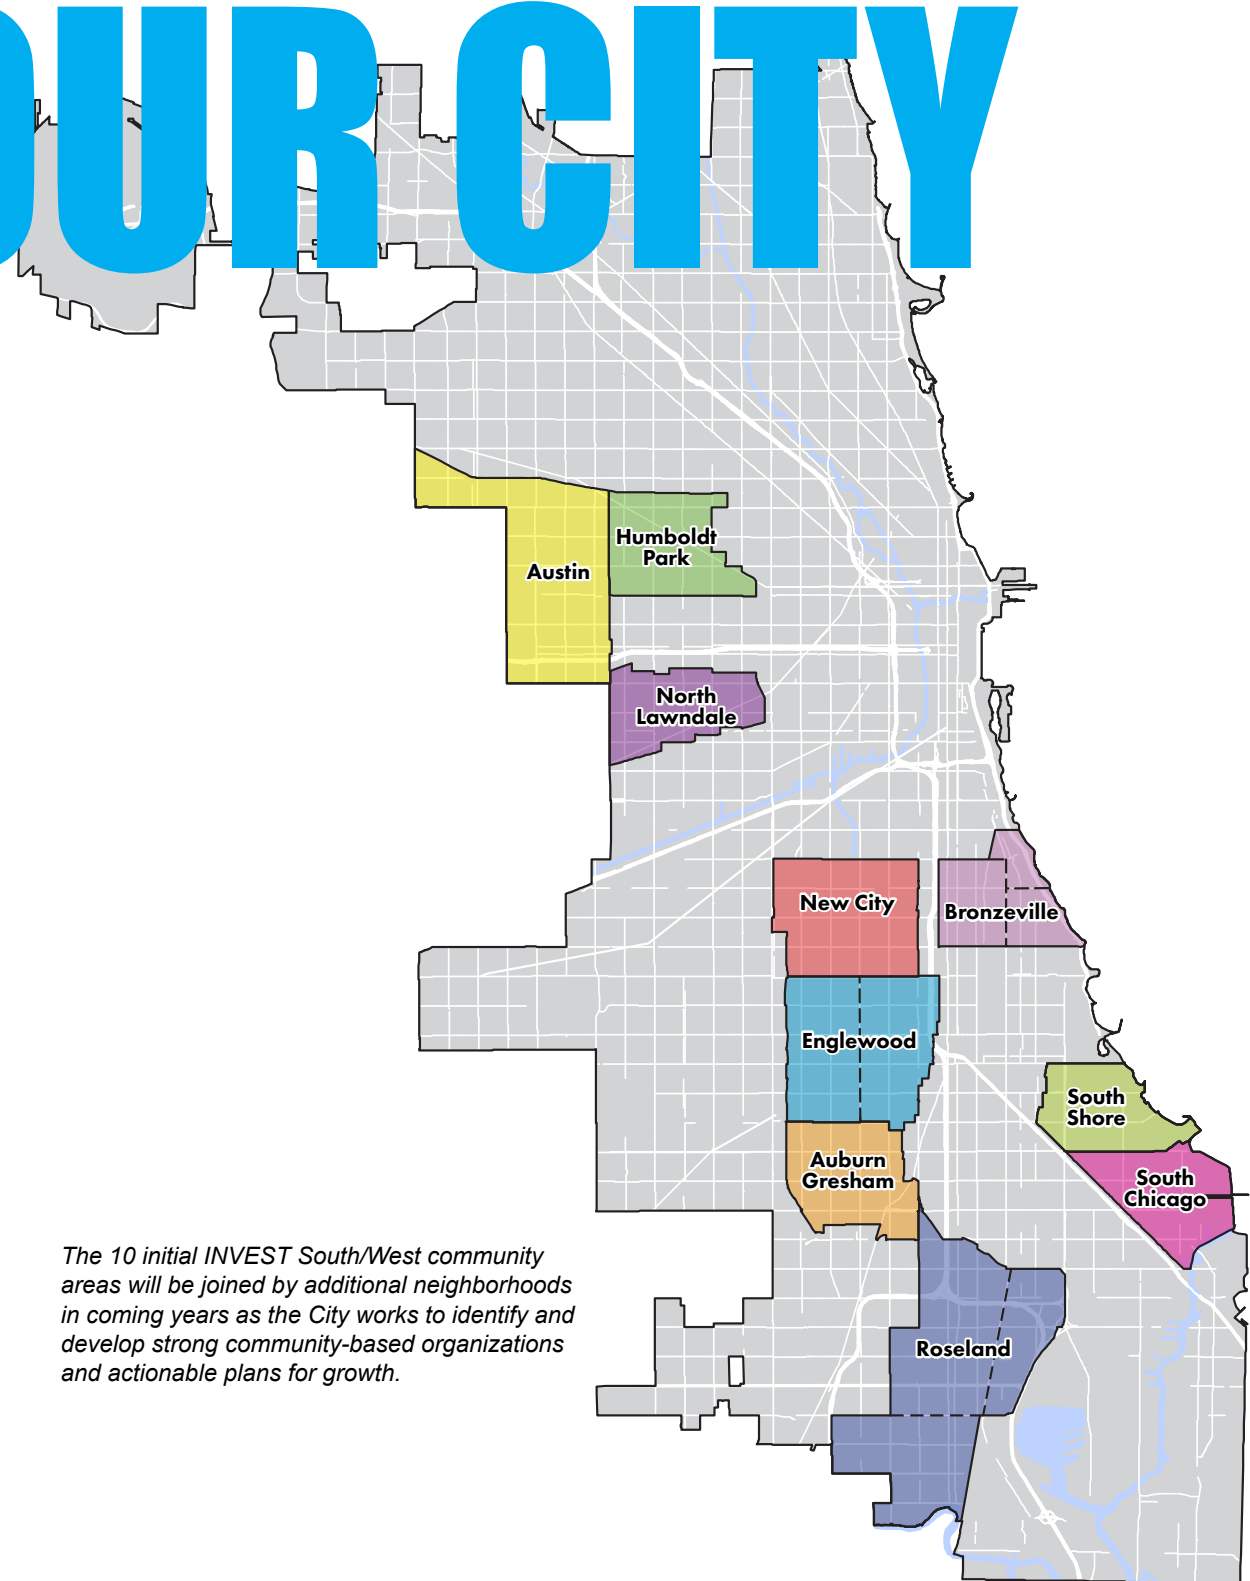 OUR CITY
Humboldt
Park
Austin
North
Lawndale
New City
Bronzeville
Englewood
South
Shore
Auburn
Gresham
South
Chicago
The 10 initial INVEST South/West community
areas will be joined by additional neighborhoods
in coming years as the City works to identify and
develop strong community-based organizations
and actionable plans for growth.
Roseland